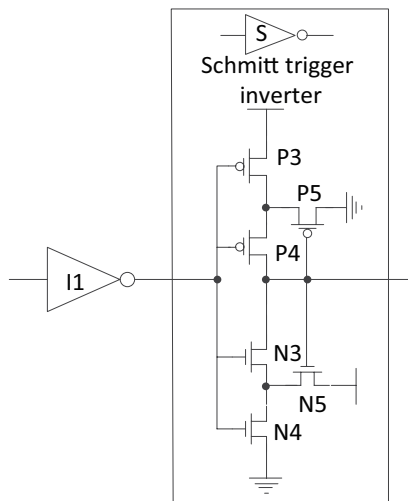 S
Schmitt trigger
inverter
P3
P5
P4
I1
N3
N5
N4